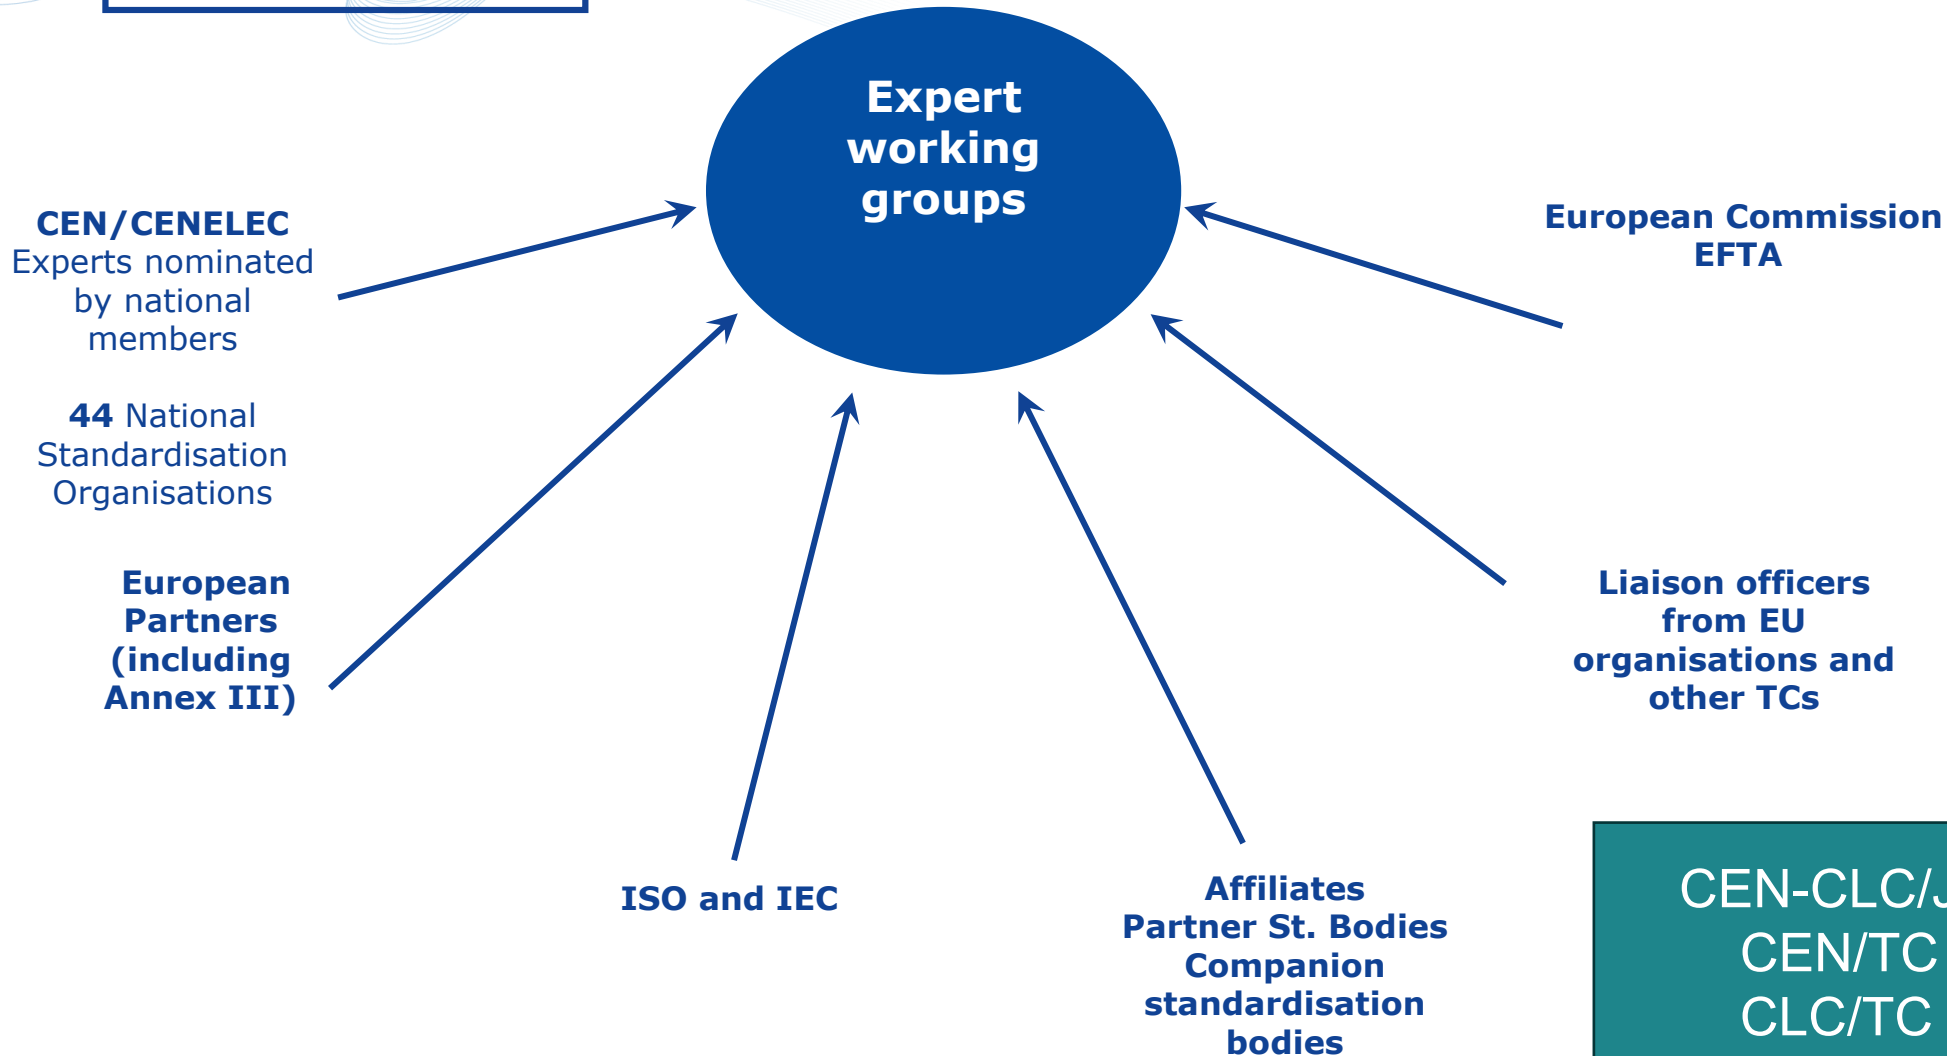 Expert
working
groups
CEN/CENELEC
Experts nominated
by national
members
44 National
Standardisation
Organisations
European
Partners
(including
Annex III)
ISO and IEC
Affiliates
Partner St. Bodies
Companion
standardisation
bodies
Liaison officers
from EU
organisations and
other TCs
European Commission
EFTA
CEN-CLC/J
CEN/TC
CLC/TC